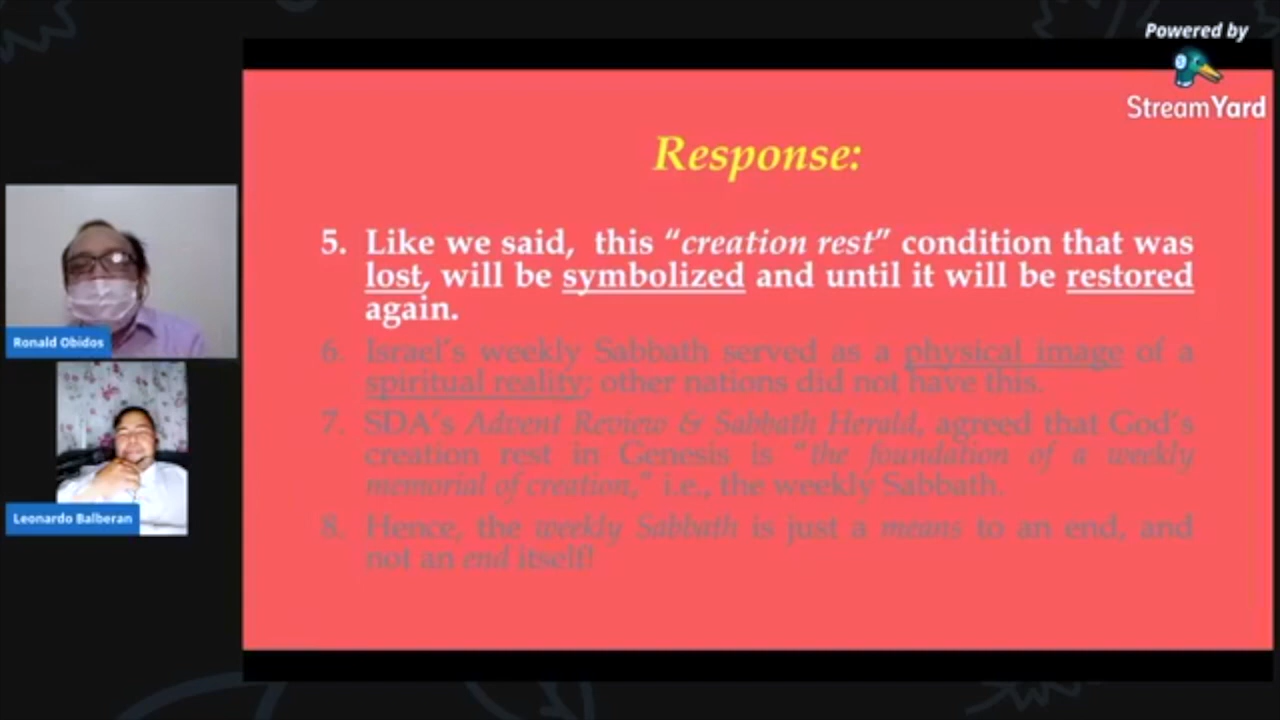 Powered by
StreamYard
Response:
5. Like we said, this “creation rest” condition that was
lost, will be symbolized and until it will be restored
again.
6. Israel’s weekly Sabbath served as a physical image of a
spiritual reality; other nations did not have this.
7. SDA’s Advent Review & Sabbath Herald, agreed that God’s
creation rest in Genesis is “the foundation of a weekly
memorial of creation,” i.e., the weekly Sabbath.
8. Hence, the weekly Sabbath is just a means to an end, and
not an end itself!
Ronald Obidos
Leonardo Balberan